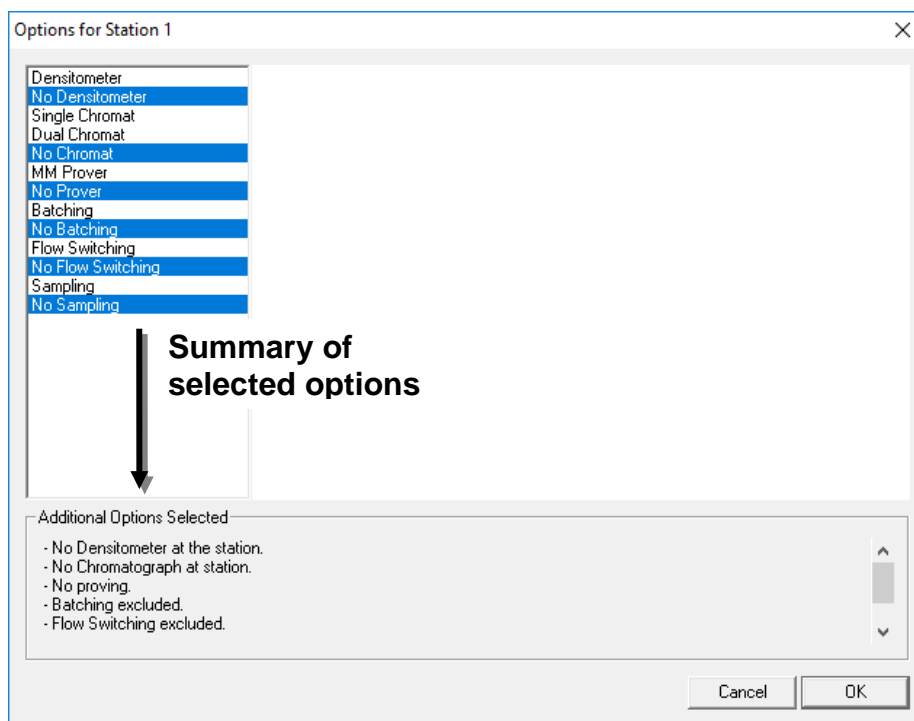 Options for Station 1
Densitometer
No Densitometer
Single Chromat
Dual Chromat
No Chromat
MM Prover
No Prover
Batching
No Batching
Flow Switching
No Flow Switching
Sampling
No Sampling
Summary of
selected options
Additional Options Selected
- No Densitometer at the station.
- No Chromatograph at station.
- No proving.
- Batching excluded.
- Flow Switching excluded.
Cancel
OK